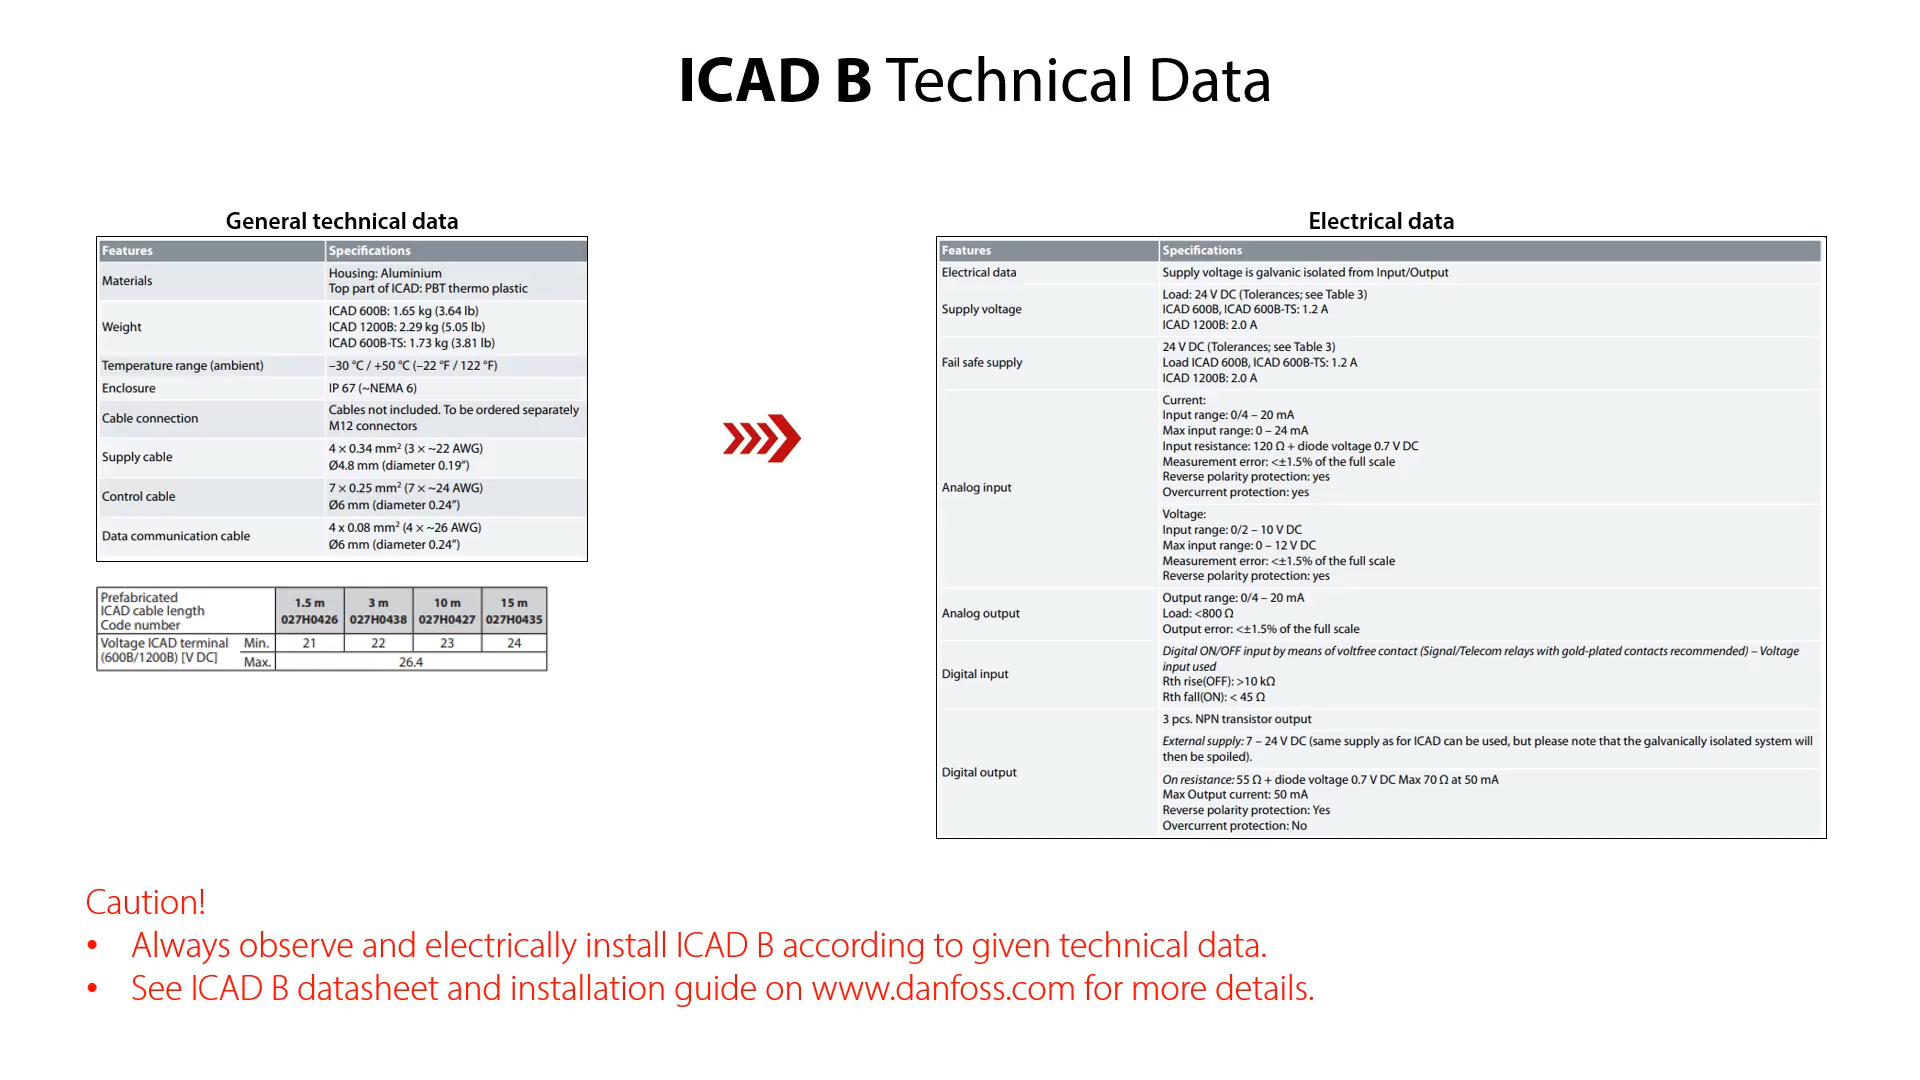 ICAD B Technical Data
General technical data
Features Specifications
Materials
Housing: Aluminium
Top part of ICAD: PBT thermo plastic
Weight
ICAD 600B: 1.65 kg (3.64 lb)
ICAD 1200B: 2.29 kg (5.05 lb)
ICAD 600B-TS: 1.73 kg (3.81 lb)
Temperature range (ambient) –30 °C / +50 °C (–22 °F / 122 °F)
Enclosure IP 67 (~NEMA 6)
Cable connection
Cables not included. To be ordered separately
M12 connectors
Supply cable
4 × 0.34 mm² (3 × ~22 AWG)
Ø4.8 mm (diameter 0.19”)
Control cable
7 × 0.25 mm² (7 × ~24 AWG)
Ø6 mm (diameter 0.24”)
Data communication cable
4 x 0.08 mm² (4 × ~26 AWG)
Ø6 mm (diameter 0.24”)
Prefabricated
ICAD cable length
Code number
1.5 m 3 m 10 m 15 m
027H0426 027H0438 027H0427 027H0435
Voltage ICAD terminal Min. 21 22 23 24
(600B/1200B) [V DC] Max. 26.4
Electrical data
Features Specifications
Electrical data Supply voltage is galvanic isolated from Input/Output
Supply voltage
Load: 24 V DC (Tolerances; see Table 3)
ICAD 600B, ICAD 600B-TS: 1.2 A
ICAD 1200B: 2.0 A
Fail safe supply
24 V DC (Tolerances; see Table 3)
Load ICAD 600B, ICAD 600B-TS: 1.2 A
ICAD 1200B: 2.0 A
Analog input
Current:
Input range: 0/4 – 20 mA
Max input range: 0 – 24 mA
Input resistance: 120 Ω + diode voltage 0.7 V DC
Measurement error: <±1.5% of the full scale
Reverse polarity protection: yes
Overcurrent protection: yes
Voltage:
Input range: 0/2 – 10 V DC
Max input range: 0 – 12 V DC
Measurement error: <±1.5% of the full scale
Reverse polarity protection: yes
Analog output
Output range: 0/4 – 20 mA
Load: <800 Ω
Output error: <±1.5% of the full scale
Digital input
Digital ON/OFF input by means of voltfree contact (Signal/Telecom relays with gold-plated contacts recommended) – Voltage
input used
Rth rise(OFF): >10 kΩ
Rth fall(ON): < 45 Ω
Digital output
3 pcs. NPN transistor output
External supply: 7 – 24 V DC (same supply as for ICAD can be used, but please note that the galvanically isolated system will
then be spoiled).
On resistance: 55 Ω + diode voltage 0.7 V DC Max 70 Ω at 50 mA
Max Output current: 50 mA
Reverse polarity protection: Yes
Overcurrent protection: No
Caution!
• Always observe and electrically install ICAD B according to given technical data.
• See ICAD B datasheet and installation guide on www.danfoss.com for more details.